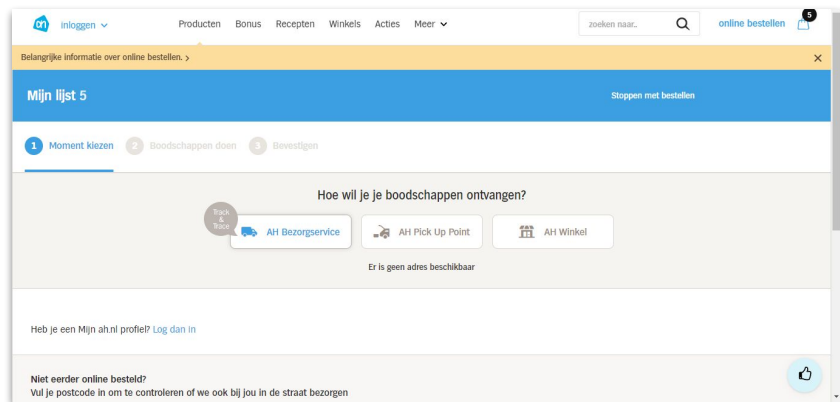 ah
Inloggen
Producten Bonus Recepten Winkels Acties Meer
zoeken naar..
online bestellen
5
Belangrijke informatie over online bestellen. >
Mijn lijst 5
Stoppen met bestellen
1 Moment kiezen 2 Boodschappen doen 3 Bevestigen
Hoe wil je je boodschappen ontvangen?
Track
&
Trace
AH Bezorgservice AH Pick Up Point AH Winkel
Er is geen adres beschikbaar
Heb je een Mijn ah.nl profiel? Log dan in
Niet eerder online besteld?
Vul je postcode in om te controleren of we ook bij jou in de straat bezorgen